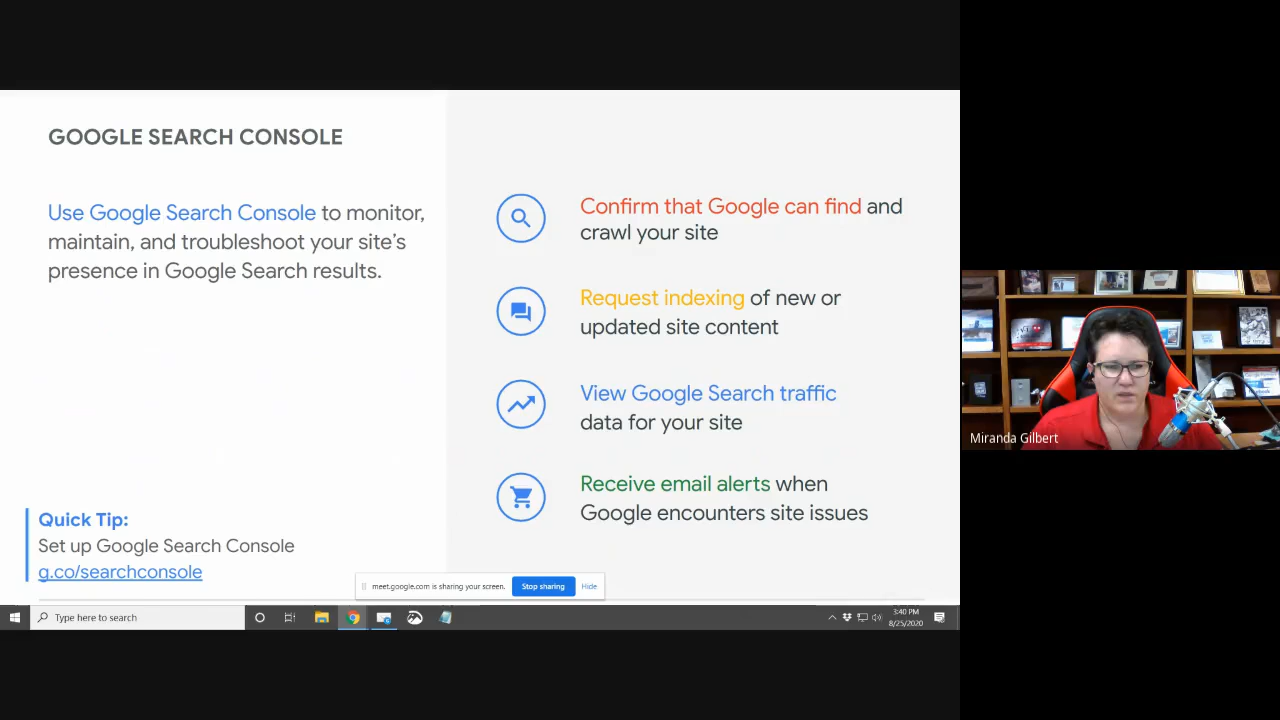 GOOGLE SEARCH CONSOLE
Use Google Search Console to monitor,
maintain, and troubleshoot your site's
presence in Google Search results.
Confirm that Google can find and
crawl your site
Request indexing of new or
updated site content
View Google Search traffic
data for your site
Receive email alerts when
Google encounters site issues
Quick Tip:
Set up Google Search Console
g.co/searchconsole
meet.google.com is sharing your screen.
Stop sharing
Hide
Type here to search
3:40 PM
8/25/2020
Miranda Gilbert